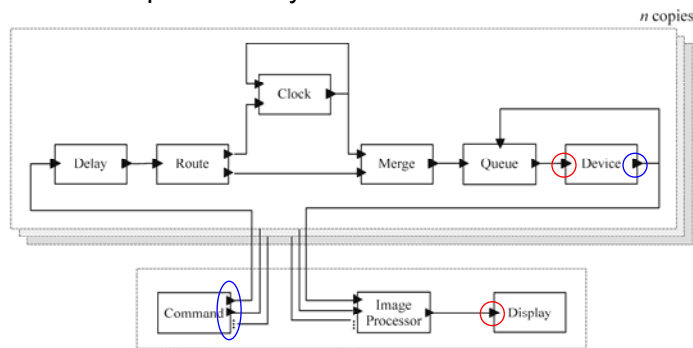 n copies
Clock
Delay
Route
Merge
Queue
Device
Command
Image
Processor
Display